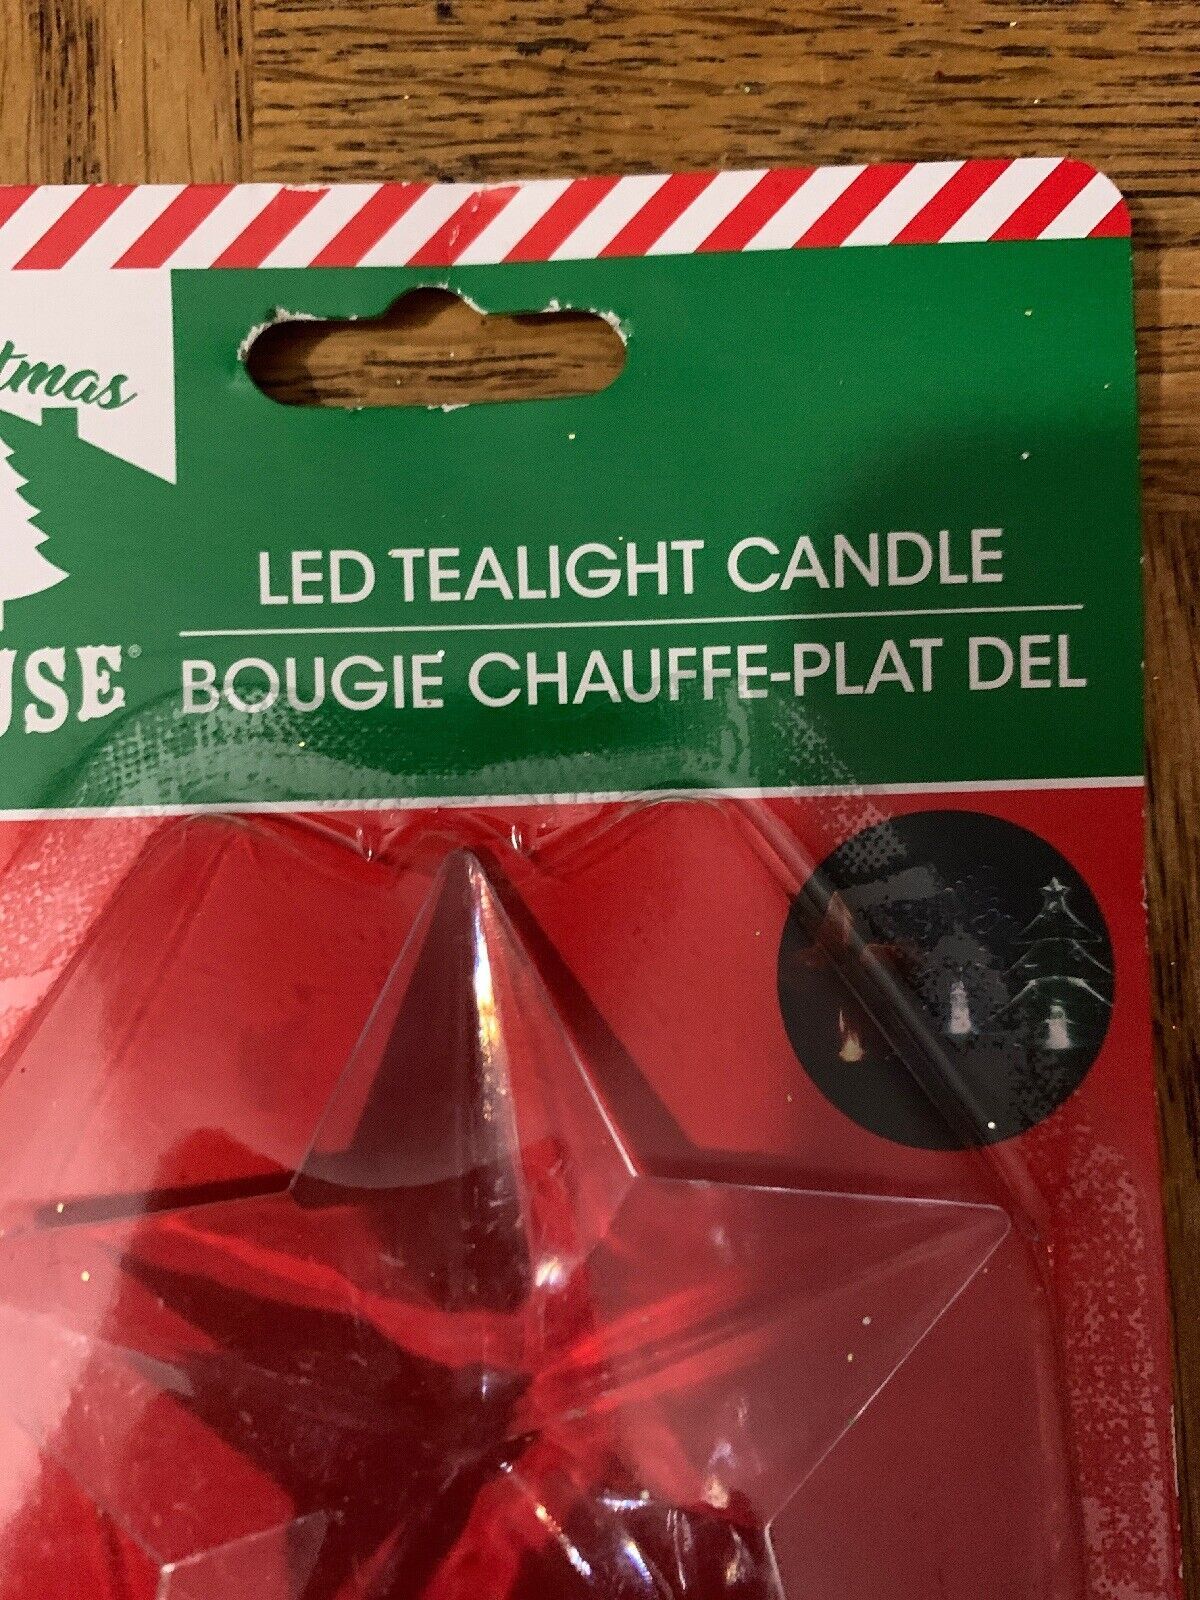 LED TEALIGHT CANDLE
BOUGIE CHAUFFE-PLAT DEL